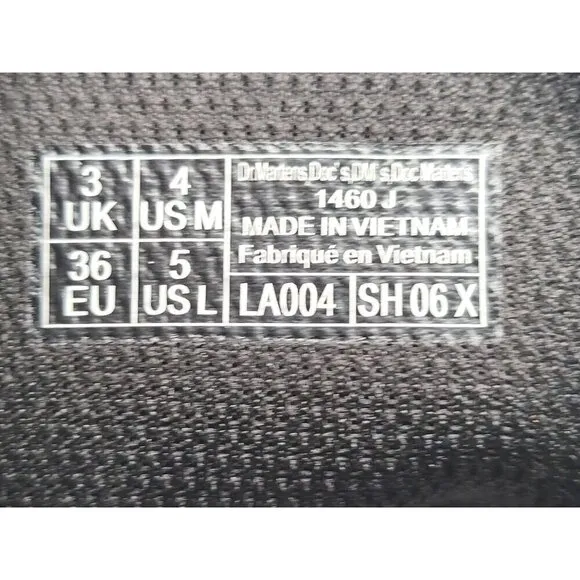 3 UK
4 US M
36 EU
5 US L
Dr.Martens,Doc's,DM's,Doc Martens
1460 J
MADE IN VIETNAM
Fabriqué en Vietnam
LA004
SH 06 X